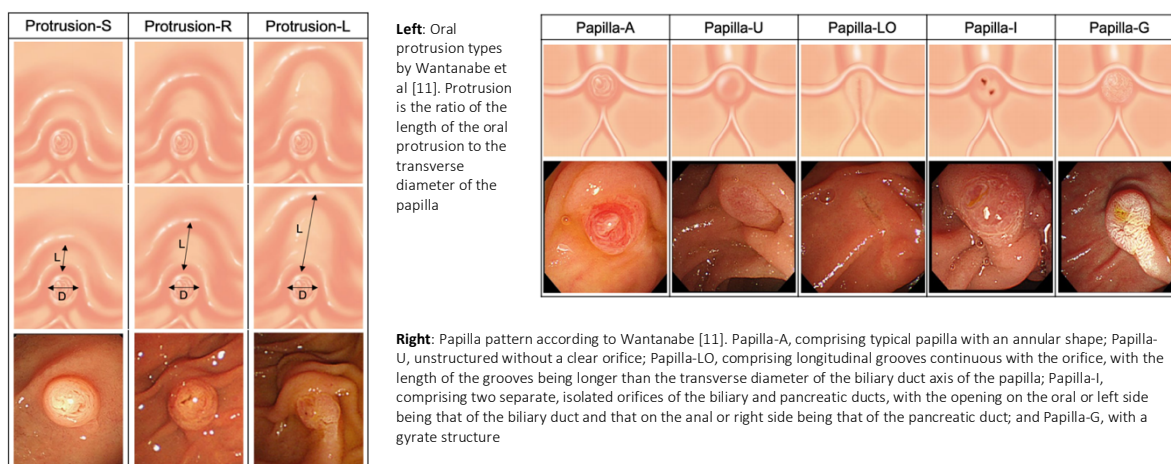 Protrusion-S
Protrusion-R
Protrusion-L
L
D
L
D
L
D
Left: Oral
protrusion types
by Wantanabe et
al [11]. Protrusion
is the ratio of the
length of the oral
protrusion to the
transverse
diameter of the
papilla
Papilla-A
Papilla-U
Papilla-LO
Papilla-I
Papilla-G
Right: Papilla pattern according to Wantanabe [11]. Papilla-A, comprising typical papilla with an annular shape; Papilla-
U, unstructured without a clear orifice; Papilla-LO, comprising longitudinal grooves continuous with the orifice, with the
length of the grooves being longer than the transverse diameter of the biliary duct axis of the papilla; Papilla-I,
comprising two separate, isolated orifices of the biliary and pancreatic ducts, with the opening on the oral or left side
being that of the biliary duct and that on the anal or right side being that of the pancreatic duct; and Papilla-G, with a
gyrate structure